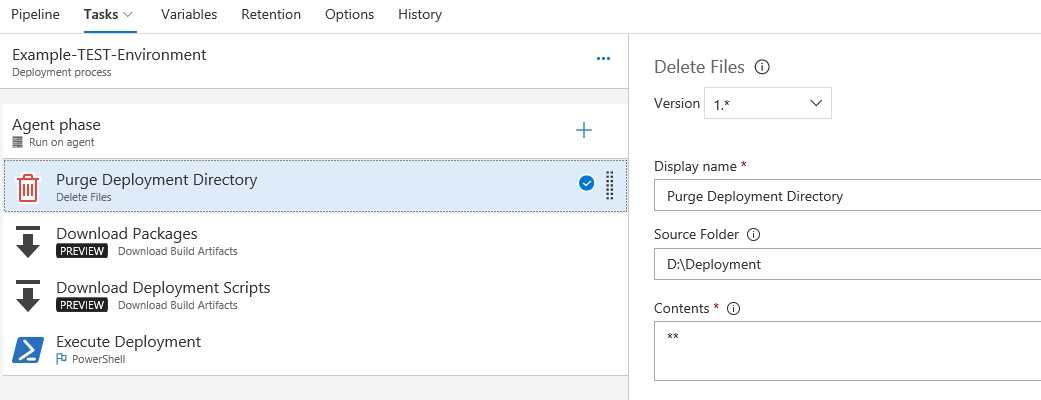 Pipeline Tasks Variables Retention Options History
Example-TEST-Environment
Deployment process
Agent phase
Run on agent
Purge Deployment Directory
Delete Files
Download Packages
PREVIEW Download Build Artifacts
Download Deployment Scripts
PREVIEW Download Build Artifacts
Execute Deployment
PowerShell
Delete Files
Version 1.*
Display name *
Purge Deployment Directory
Source Folder
D:\Deployment
Contents *
**